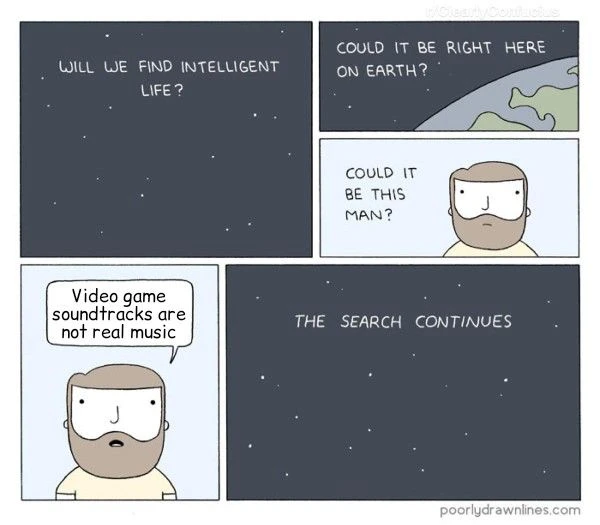 r/ClearlyConfucius
WILL WE FIND INTELLIGENT
LIFE?
COULD IT BE RIGHT HERE
ON EARTH?
COULD IT
BE THIS
MAN?
Video game
soundtracks are
not real music
THE SEARCH CONTINUES
poorlydrawnlines.com